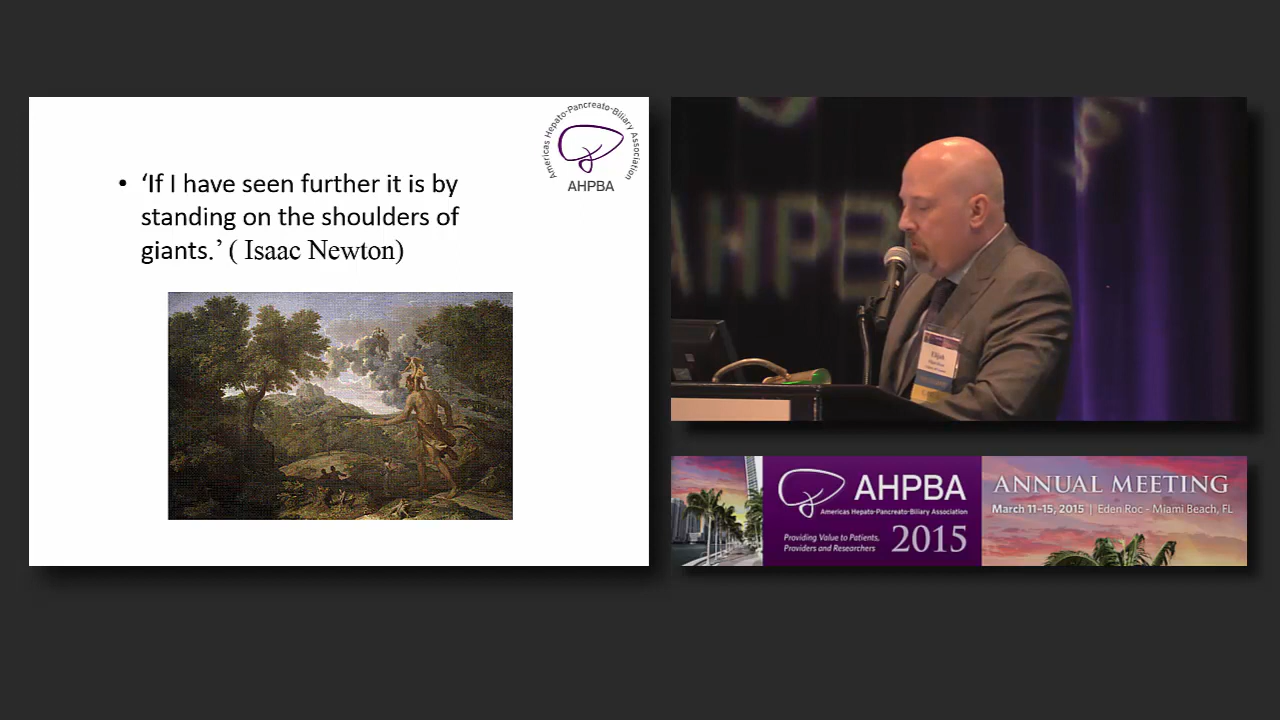 Americas Hepato-Pancreato-Biliary Association
AHPBA
• ‘If I have seen further it is by
standing on the shoulders of
giants.’ ( Isaac Newton)
AHPB
Elijah
AHPBA
Americas Hepato-Pancreato-Biliary Association
Providing Value to Patients,
Providers and Researchers
2015
ANNUAL MEETING
March 11-15, 2015 | Eden Roc - Miami Beach, FL